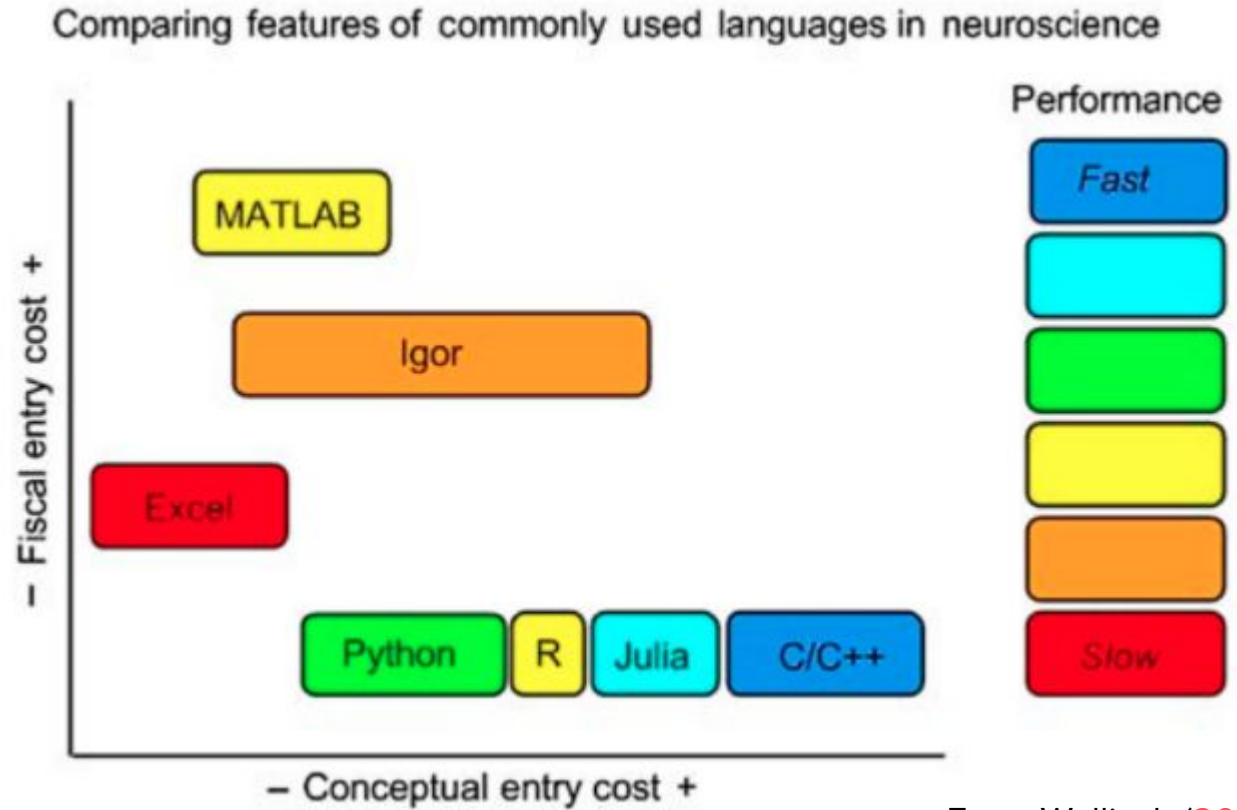 Comparing features of commonly used languages in neuroscience
Performance
Fast
MATLAB
Igor
Excel
Python R Julia C/C++
Slow
– Fiscal entry cost +
– Conceptual entry cost +